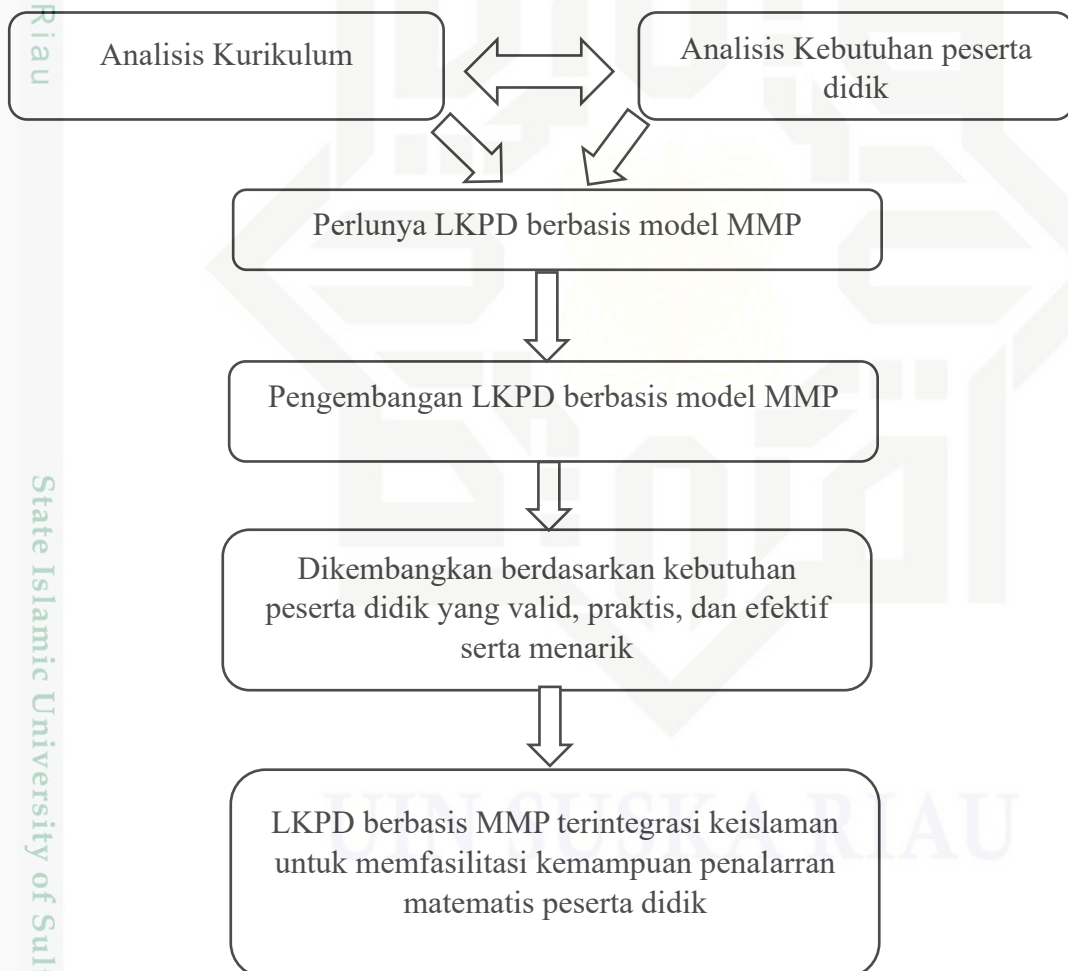 Analisis Kurikulum
Analisis Kebutuhan peserta
didik
Perlunya LKPD berbasis model MMP
Pengembangan LKPD berbasis model MMP
Dikembangkan berdasarkan kebutuhan
peserta didik yang valid, praktis, dan efektif
serta menarik
LKPD berbasis MMP terintegrasi keislaman
untuk memfasilitasi kemampuan penalarran
matematis peserta didik
UIN SUSKA RIAU
Riau
State Islamic University of Sult